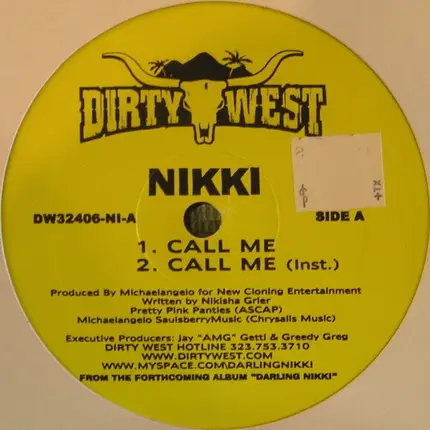 DIRTY WEST
NIKKI
DW32406-NI-A
SIDE A
1. CALL ME
2. CALL ME (Inst.)
Produced By Michaelangelo for New Cloning Entertainment
Written by Nikisha Grier
Pretty Pink Panties (ASCAP)
Michaelangelo SaulsberryMusic (Chrysalis Music)
Executive Producers: Jay "AMG" Getti & Greedy Greg
DIRTY WEST HOTLINE 323.753.3710
WWW.DIRTYWEST.COM
WWW.MYSPACE.COM/DARLINGNIKKI
FROM THE FORTHCOMING ALBUM "DARLING NIKKI"